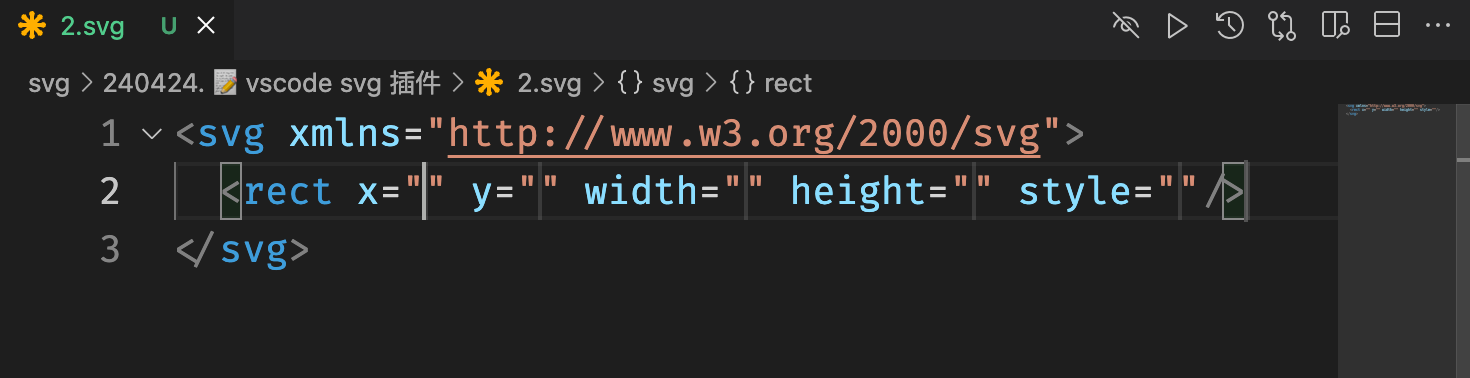 2.svg U
svg > 240424. 📝 vscode svg 插件 > 2.svg > {} svg > {} rect
1 <svg xmlns="http://www.w3.org/2000/svg">
2 <rect x="" y="" width="" height="" style=""/>
3 </svg>